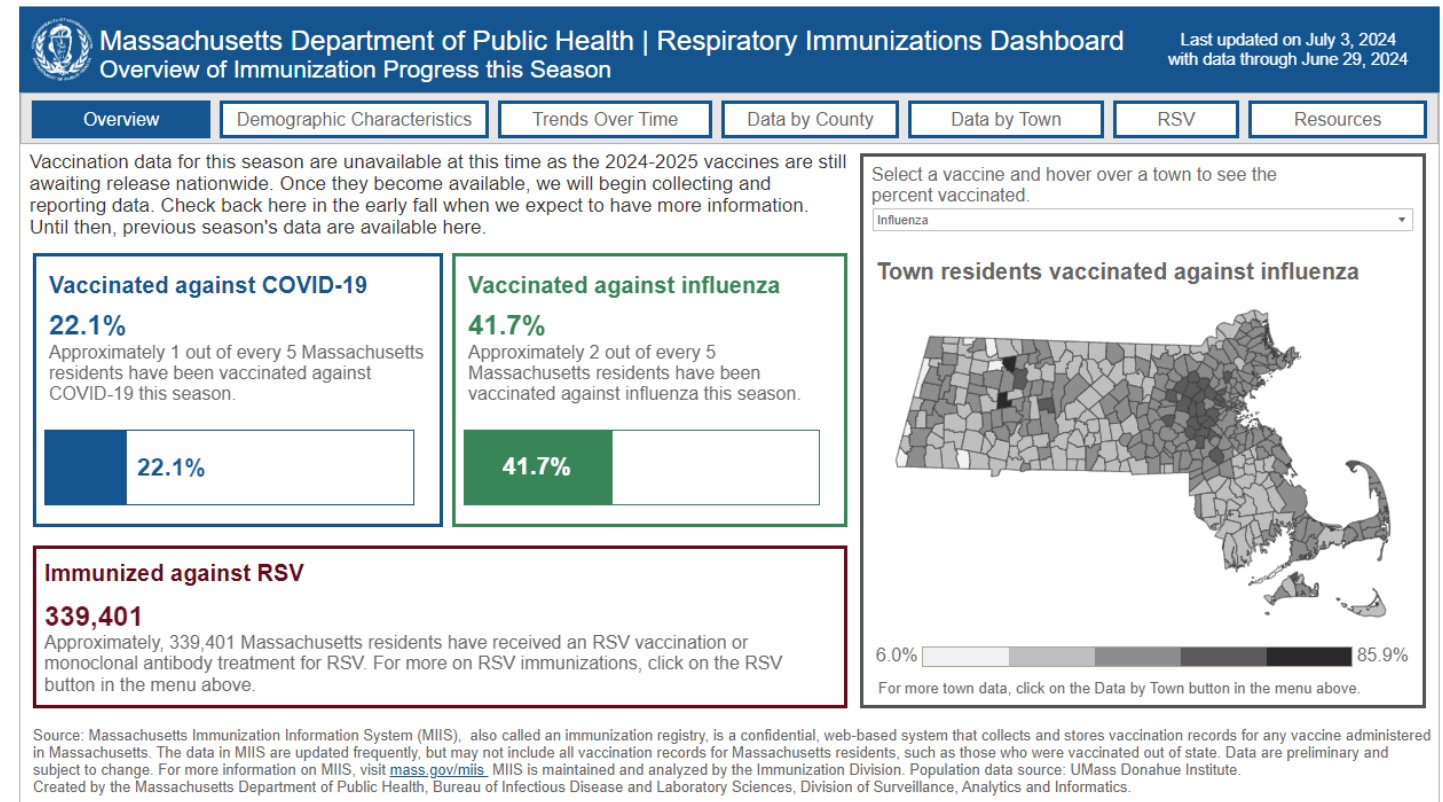 Massachusetts Department of Public Health | Respiratory Immunizations Dashboard
Overview of Immunization Progress this Season
Last updated on July 3, 2024
with data through June 29, 2024
Overview
Demographic Characteristics
Trends Over Time
Data by County
Data by Town
RSV
Resources
Vaccination data for this season are unavailable at this time as the 2024-2025 vaccines are still
awaiting release nationwide. Once they become available, we will begin collecting and
reporting data. Check back here in the early fall when we expect to have more information.
Until then, previous season's data are available here.
Vaccinated against COVID-19
22.1%
Approximately 1 out of every 5 Massachusetts
residents have been vaccinated against
COVID-19 this season.
22.1%
Vaccinated against influenza
41.7%
Approximately 2 out of every 5
Massachusetts residents have been
vaccinated against influenza this season.
41.7%
Immunized against RSV
339,401
Approximately, 339,401 Massachusetts residents have received an RSV vaccination or
monoclonal antibody treatment for RSV. For more on RSV immunizations, click on the RSV
button in the menu above.
Select a vaccine and hover over a town to see the
percent vaccinated.
Influenza
Town residents vaccinated against influenza
6.0%
85.9%
For more town data, click on the Data by Town button in the menu above.
Source: Massachusetts Immunization Information System (MIIS), also called an immunization registry, is a confidential, web-based system that collects and stores vaccination records for any vaccine administered
in Massachusetts. The data in MIIS are updated frequently, but may not include all vaccination records for Massachusetts residents, such as those who were vaccinated out of state. Data are preliminary and
subject to change. For more information on MIIS, visit mass.gov/miis MIIS is maintained and analyzed by the Immunization Division. Population data source: UMass Donahue Institute.
Created by the Massachusetts Department of Public Health, Bureau of Infectious Disease and Laboratory Sciences, Division of Surveillance, Analytics and Informatics.